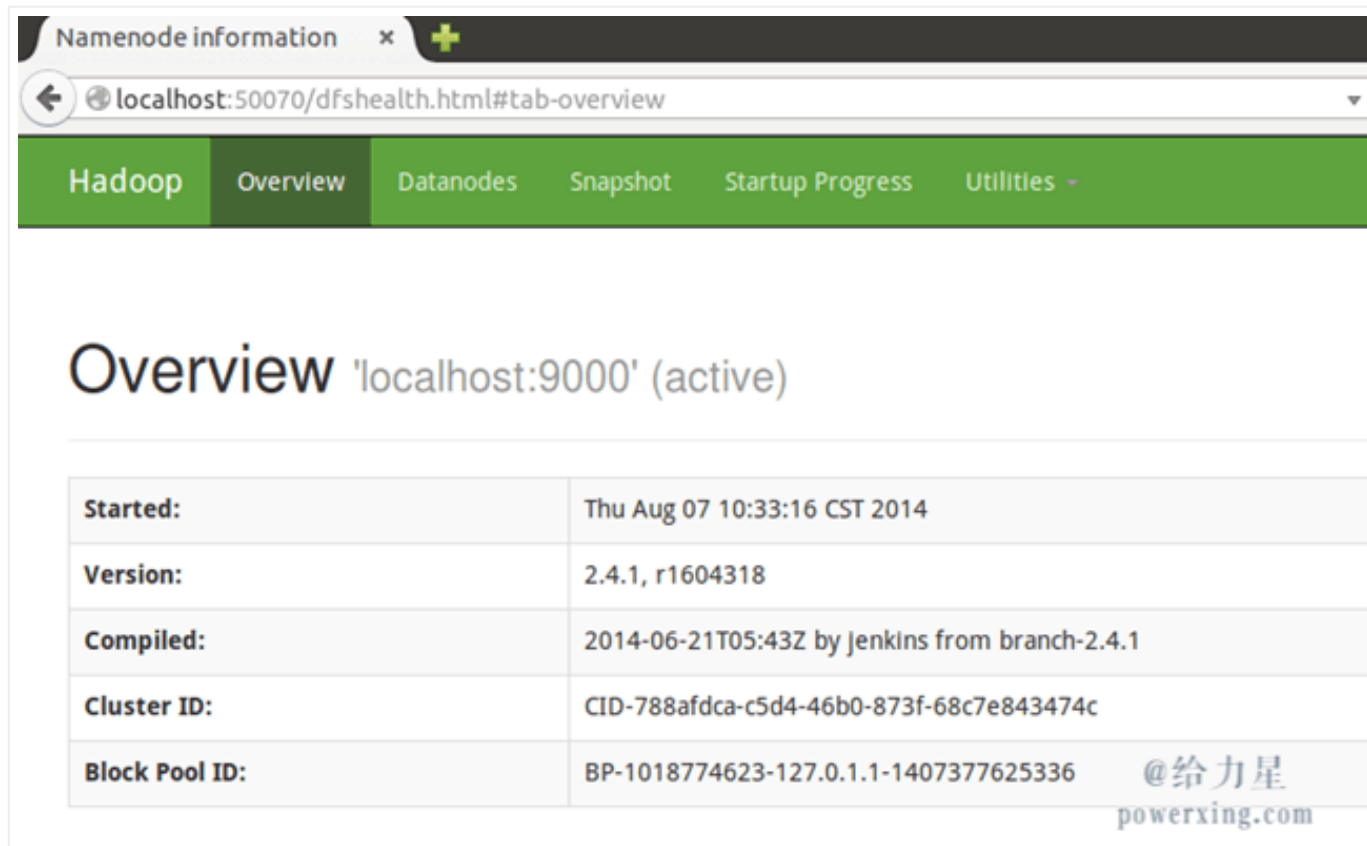 Namenode information
localhost:50070/dfshealth.html#tab-overview
Hadoop Overview Datanodes Snapshot Startup Progress Utilities
Overview 'localhost:9000' (active)
Started: Thu Aug 07 10:33:16 CST 2014
Version: 2.4.1, r1604318
Compiled: 2014-06-21T05:43Z by jenkins from branch-2.4.1
Cluster ID: CID-788afdca-c5d4-46b0-873f-68c7e843474c
Block Pool ID: BP-1018774623-127.0.1.1-1407377625336
@给力星
powerxing.com